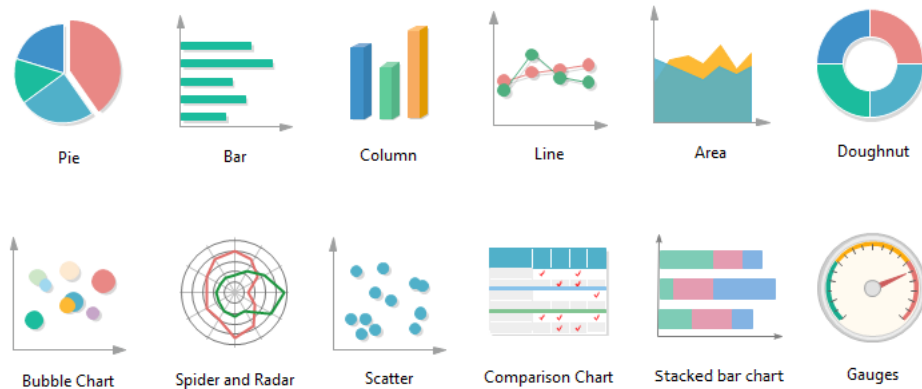 Pie
Bar
Column
Line
Area
Doughnut
Bubble Chart
Spider and Radar
Scatter
Comparison Chart
Stacked bar chart
Gauges